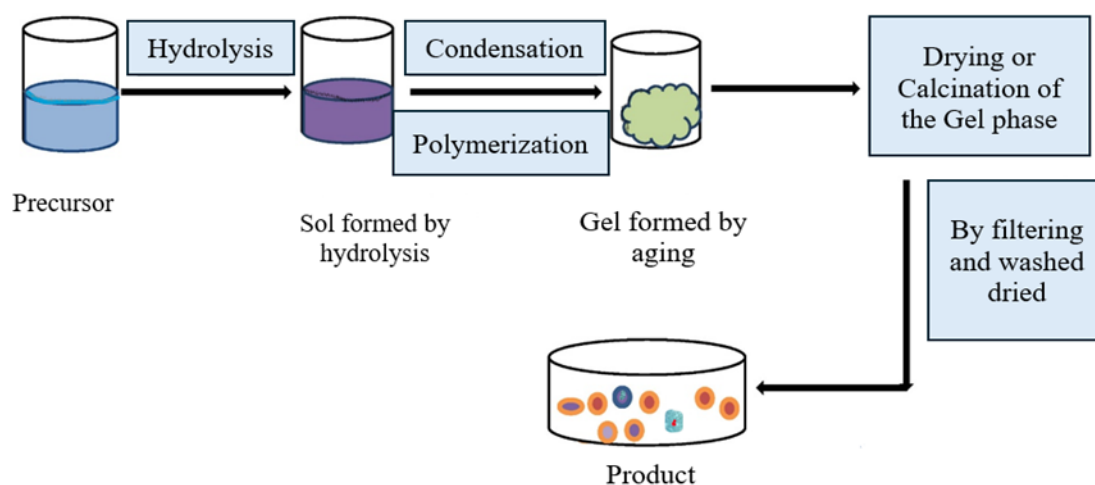 Hydrolysis
Condensation
Polymerization
Drying or
Calcination of
the Gel phase
Precursor
Sol formed by
hydrolysis
Gel formed by
aging
By filtering
and washed
dried
Product